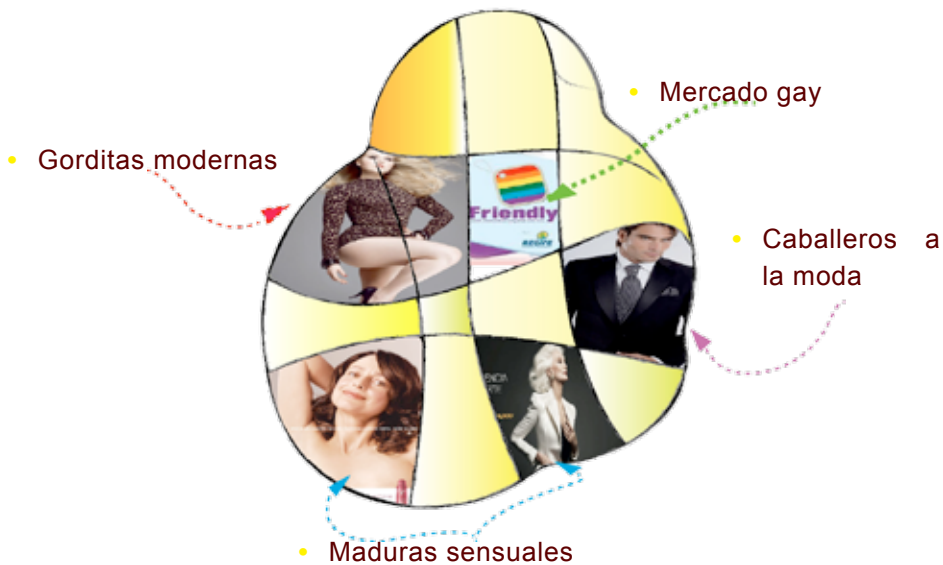 • Mercado gay
• Gorditas modernas
Friendly
• Caballeros a
la moda
• Maduras sensuales